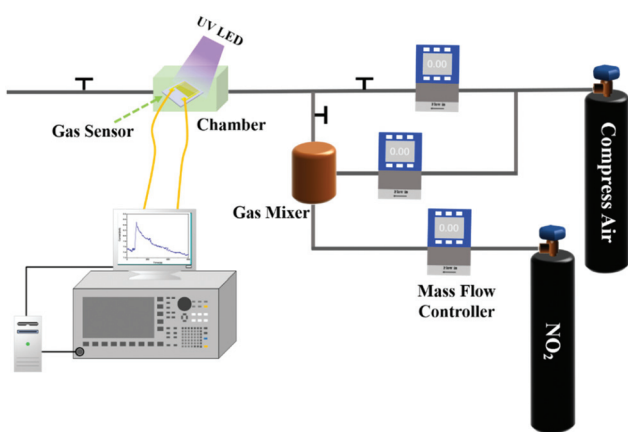 UV LED
0.00
Gas Sensor
Chamber
Compress Air
0.00
Gas Mixer
0.00
Mass Flow
Controller
NO₂